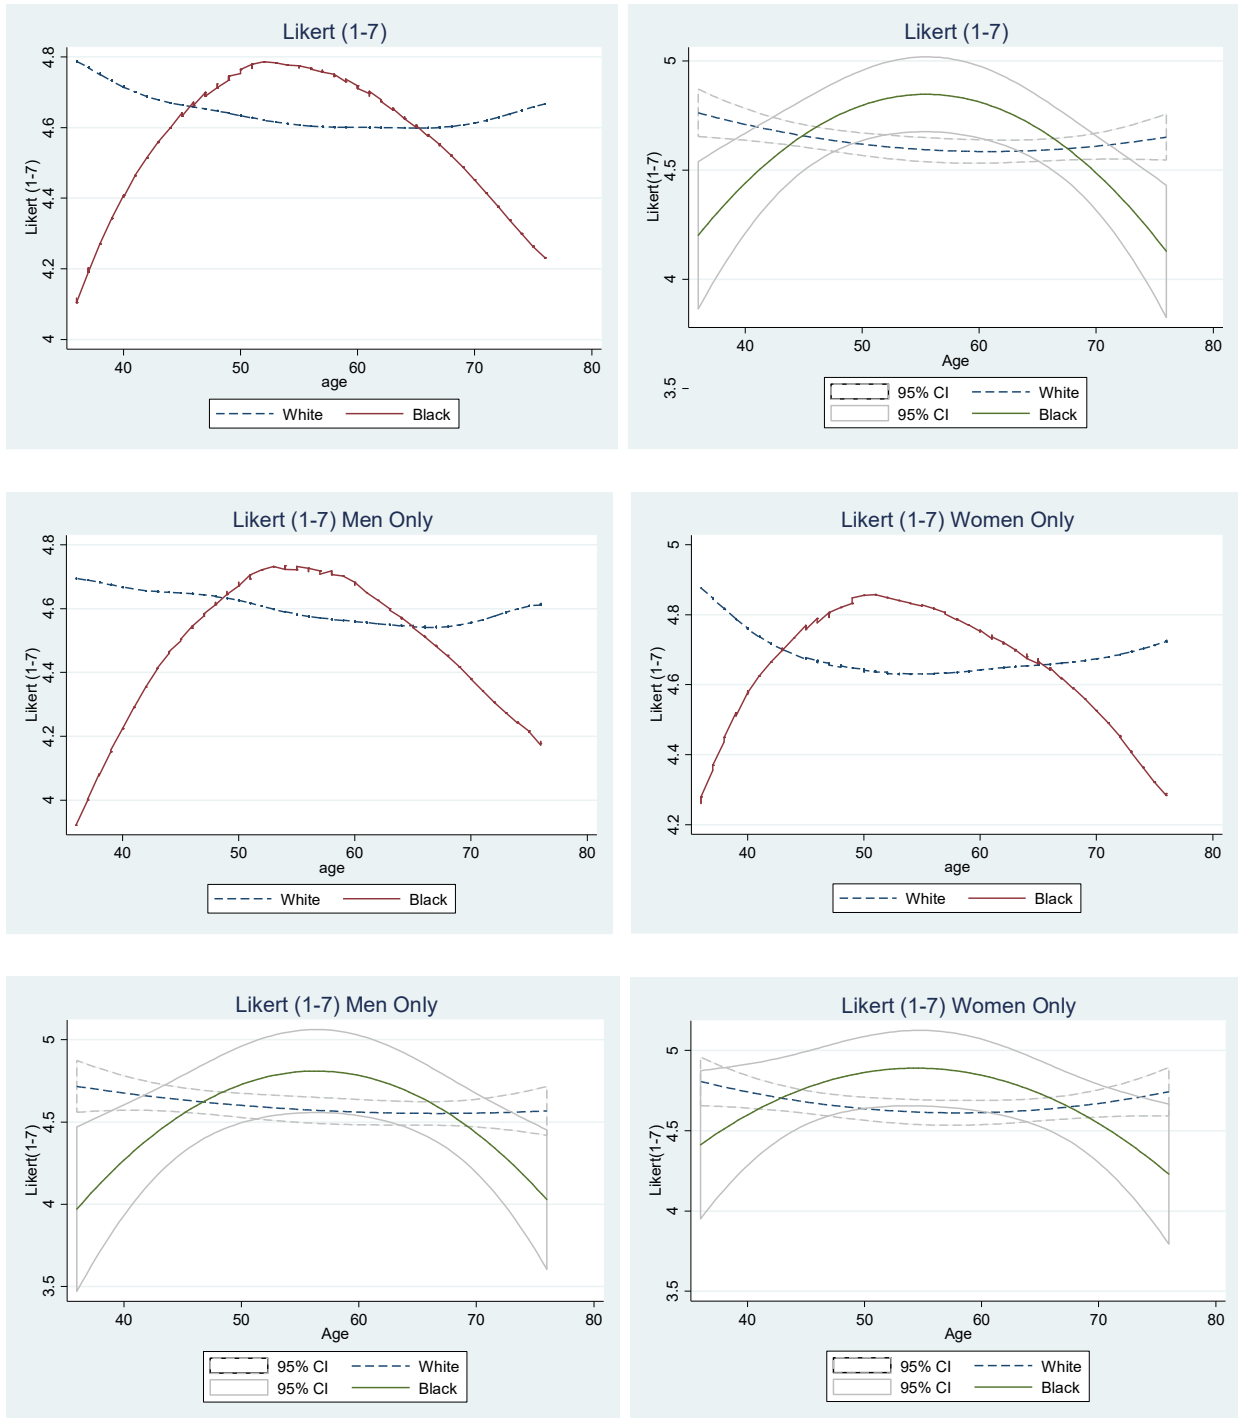 Likert (1-7)
Likert (1-7)
4.8
4.6
4.4
4.2
4
40
50
60
70
80
age
White
Black
Likert (1-7)
Likert(1-7)
5
4.5
4
3.5
40
50
60
70
80
Age
95% CI
White
95% CI
Black
Likert (1-7) Men Only
Likert (1-7)
4.8
4.6
4.4
4.2
4
40
50
60
70
80
age
White
Black
Likert (1-7) Women Only
Likert (1-7)
5
4.8
4.6
4.4
4.2
40
50
60
70
80
age
White
Black
Likert (1-7) Men Only
Likert(1-7)
5
4.5
4
3.5
40
50
60
70
80
Age
95% CI
White
95% CI
Black
Likert (1-7) Women Only
Likert(1-7)
5
4.5
4
3.5
40
50
60
70
80
Age
95% CI
White
95% CI
Black